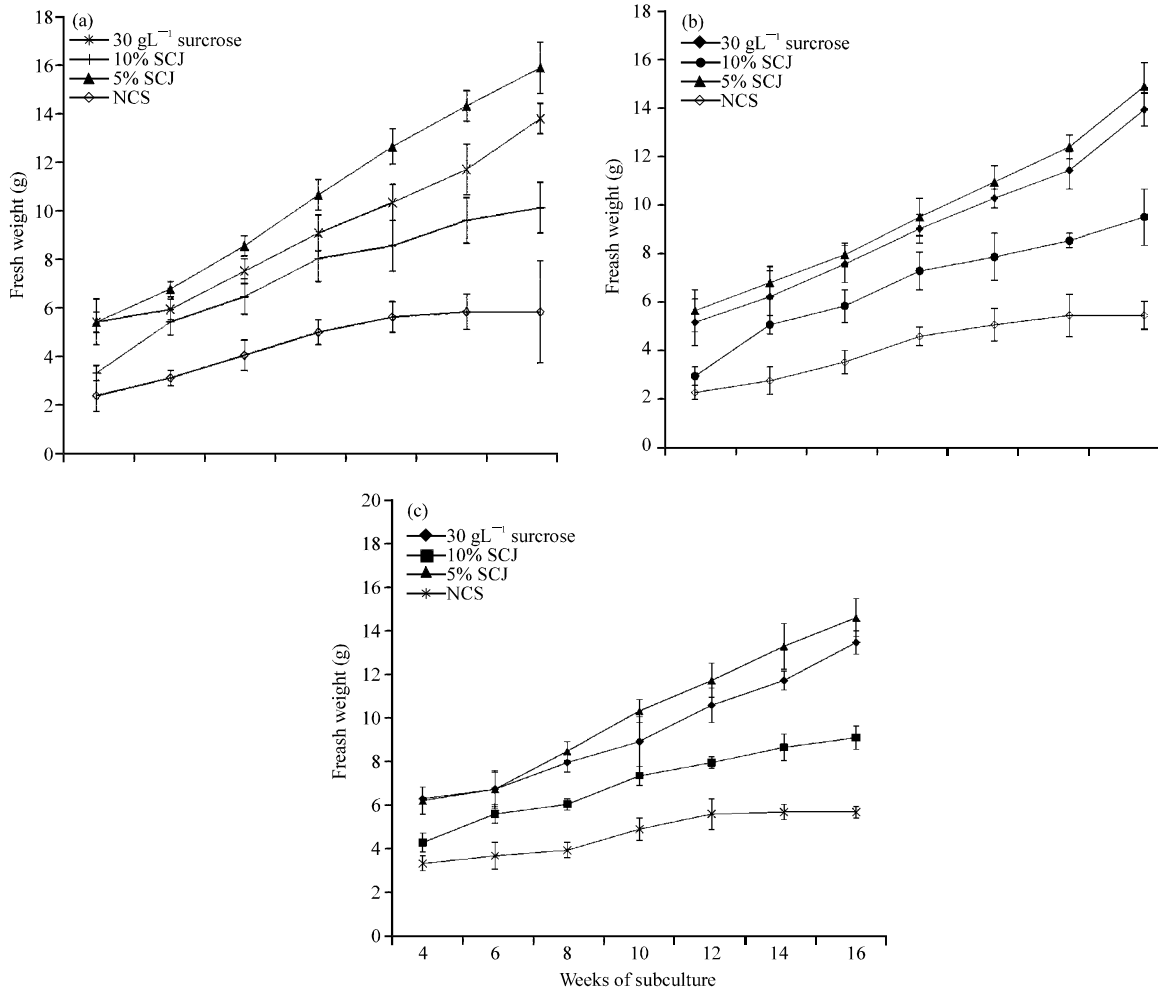 (a)
30 gL⁻¹ surcrose
10% SCJ
5% SCJ
NCS
Fresh weight (g)
18
16
14
12
10
8
6
4
2
0
(b)
30 gL⁻¹ surcrose
10% SCJ
5% SCJ
NCS
Freash weight (g)
18
16
14
12
10
8
6
4
2
0
(c)
30 gL⁻¹ surcrose
10% SCJ
5% SCJ
NCS
Freash weight (g)
20
18
16
14
12
10
8
6
4
2
0
4 6 8 10 12 14 16
Weeks of subculture